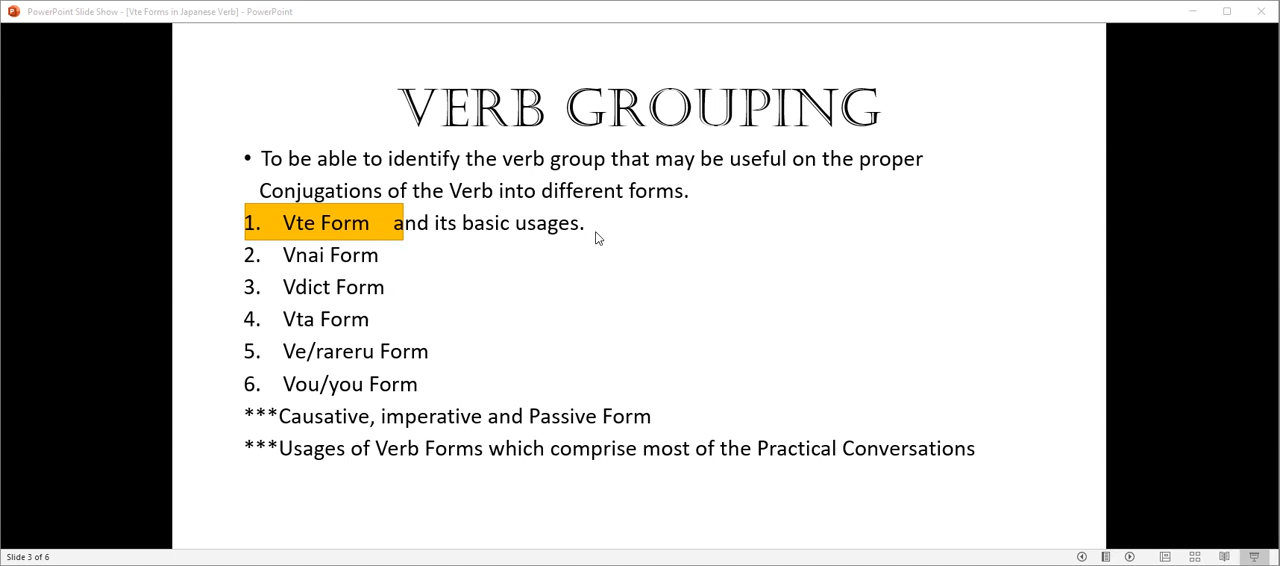 PowerPoint Slide Show - [Vte Forms in Japanese Verb] - PowerPoint
VERB GROUPING
• To be able to identify the verb group that may be useful on the proper
Conjugations of the Verb into different forms.
1. Vte Form and its basic usages.
2. Vnai Form
3. Vdict Form
4. Vta Form
5. Ve/rareru Form
6. Vou/you Form
***Causative, imperative and Passive Form
***Usages of Verb Forms which comprise most of the Practical Conversations
Slide 3 of 6